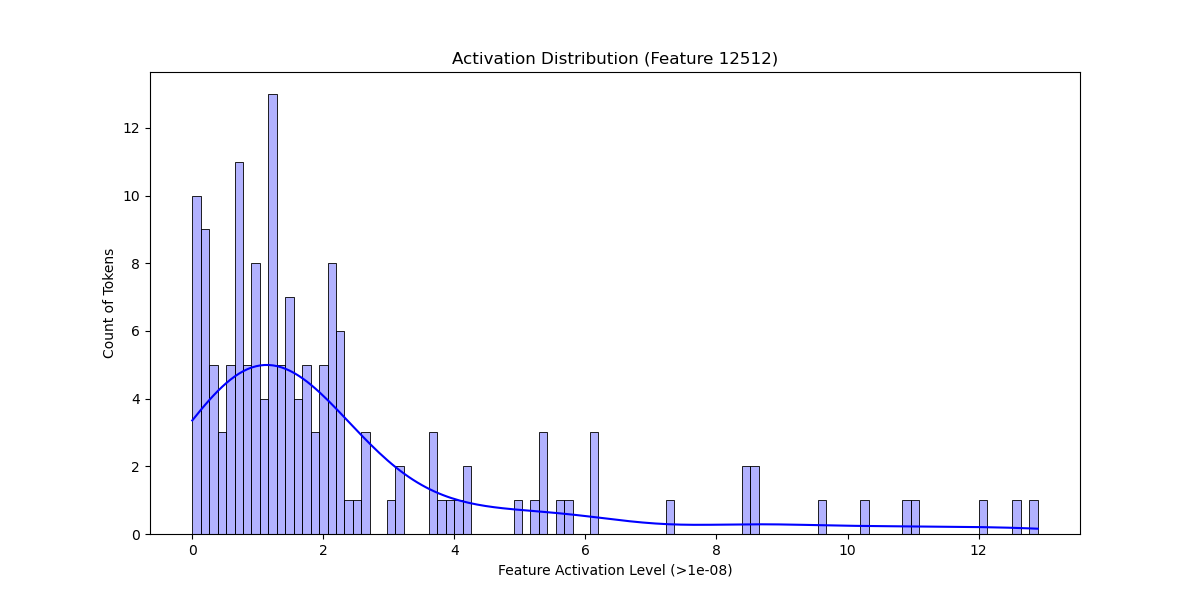 Activation Distribution (Feature 12512)
12
10
8
6
4
2
0
Count of Tokens
0 2 4 6 8 10 12
Feature Activation Level (>1e-08)